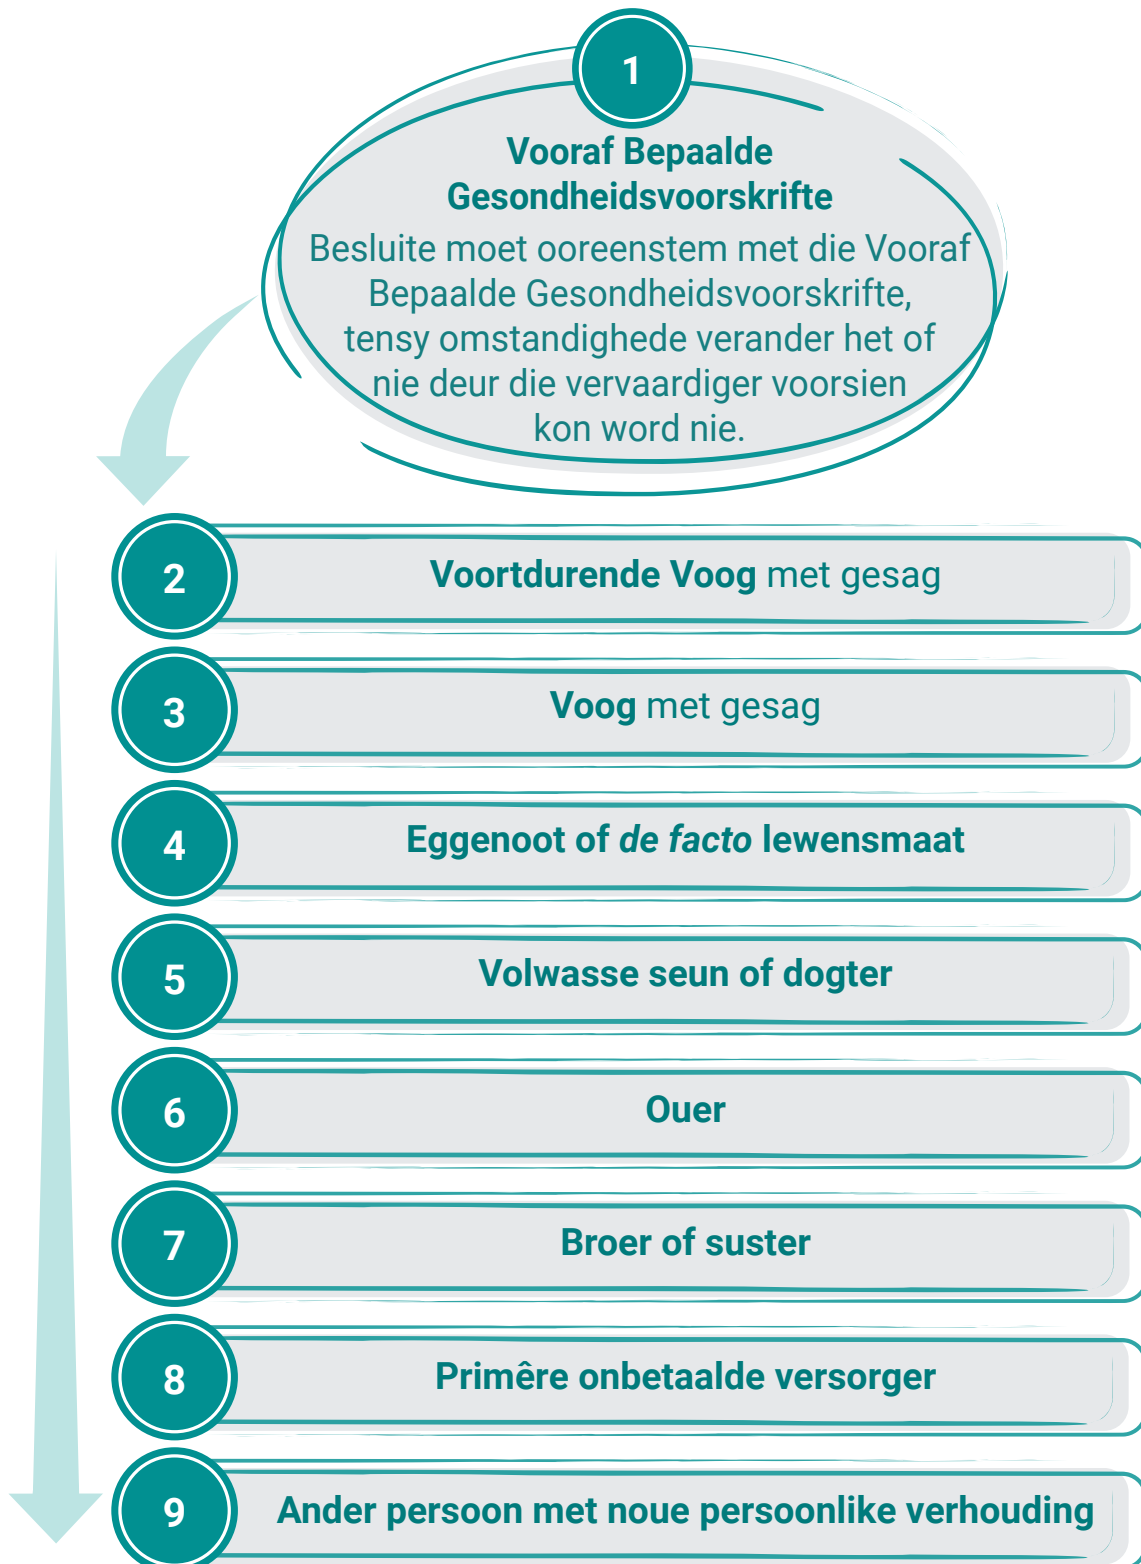 1
Vooraf Bepaalde
Gesondheidsvoorskrifte
Besluite moet ooreenstem met die Vooraf
Bepaalde Gesondheidsvoorskrifte,
tensy omstandighede verander het of
nie deur die vervaardiger voorsien
kon word nie.
2 Voortdurende Voog met gesag
3 Voog met gesag
4 Eggenoot of de facto lewensmaat
5 Volwasse seun of dogter
6 Ouer
7 Broer of suster
8 Primêre onbetaalde versorger
9 Ander persoon met noue persoonlike verhouding